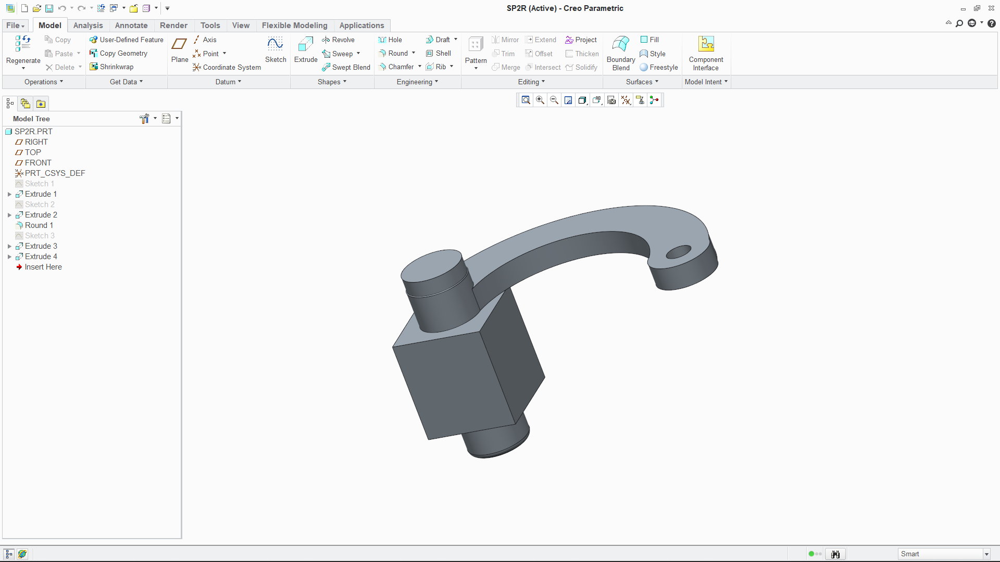 SP2R (Active) - Creo Parametric
File Model Analysis Annotate Render Tools View Flexible Modeling Applications
Regenerate
Copy
Paste
Delete
User-Defined Feature
Copy Geometry
Shrinkwrap
Plane
Axis
Point
Coordinate System
Sketch
Extrude
Revolve
Sweep
Swept Blend
Hole
Round
Chamfer
Draft
Shell
Rib
Pattern
Mirror
Trim
Merge
Extend
Offset
Intersect
Project
Thicken
Solidify
Boundary
Blend
Fill
Style
Freestyle
Component
Interface
Operations Get Data Datum Shapes Engineering Editing Surfaces Model Intent
AB
Model Tree
SP2R.PRT
RIGHT
TOP
FRONT
PRT_CSYS_DEF
Sketch 1
Extrude 1
Sketch 2
Extrude 2
Round 1
Sketch 3
Extrude 3
Extrude 4
Insert Here
Smart